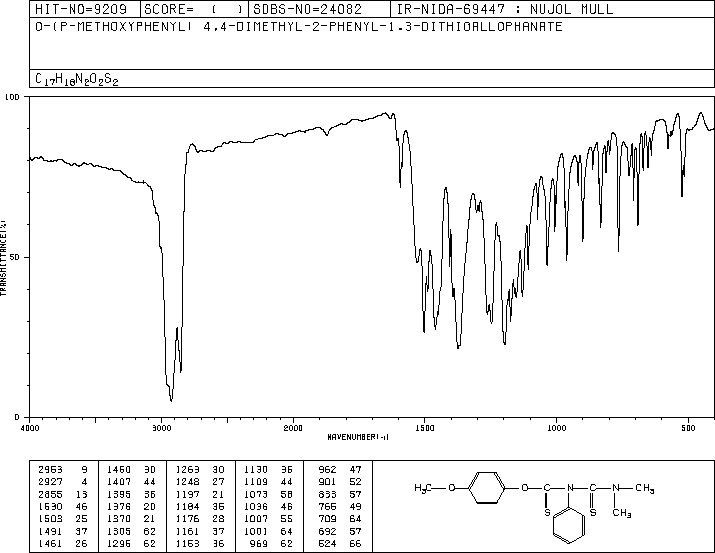 HIT-NO=9209 SCORE= ( ) SDBS-NO=24082 IR-NIDA-69447 : NUJOL MULL
O-(P-METHOXYPHENYL) 4,4-DIMETHYL-2-PHENYL-1,3-DITHIOALLOPHANATE
C17H18N2O2S2
100
50
0
TRANSMITTANCE(%)
4000 3000 2000 1500 1000 500
WAVENUMBER(-1)
2953 9 1460 30 1263 30 1130 36 962 47
2927 4 1407 44 1248 27 1109 44 901 52
2855 13 1395 36 1197 21 1073 58 833 57
1530 46 1376 20 1184 36 1036 46 766 49
1503 25 1370 21 1176 28 1007 55 709 64
1491 37 1305 62 1161 37 1001 64 692 57
1461 26 1296 62 1153 36 969 62 524 66
H3C O O C N C N CH3
S S CH3